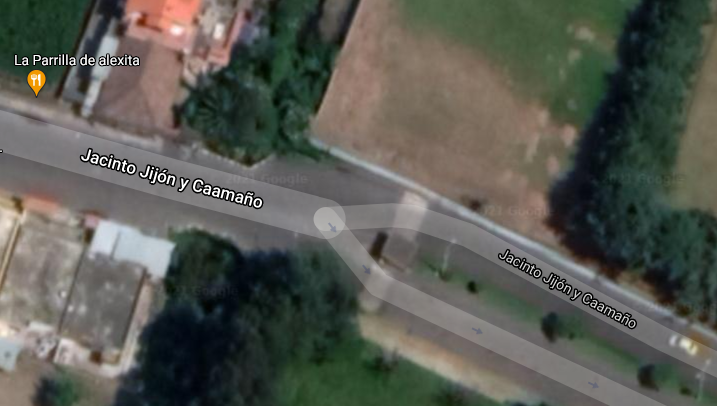 La Parrilla de alexita
Jacinto Jijón y Caamaño
Jacinto Jijón y Caamaño